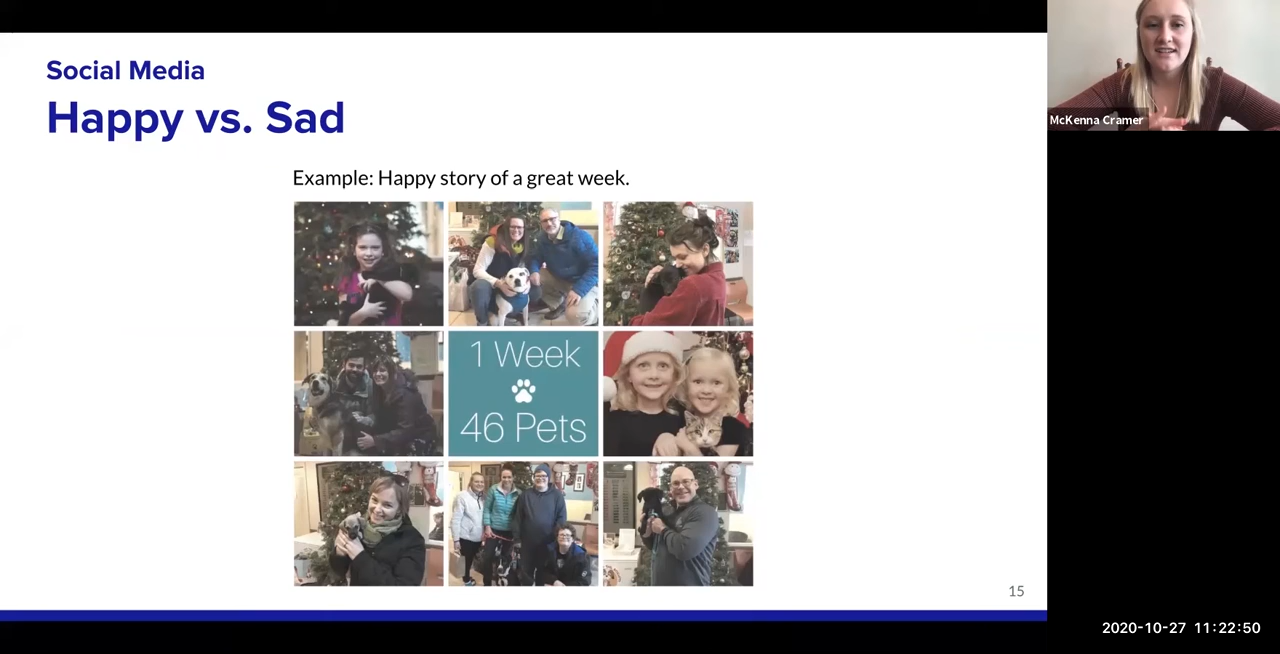 Social Media
Happy vs. Sad
Example: Happy story of a great week.
1 Week
46 Pets
15
McKenna Cramer
2020-10-27 11:22:50